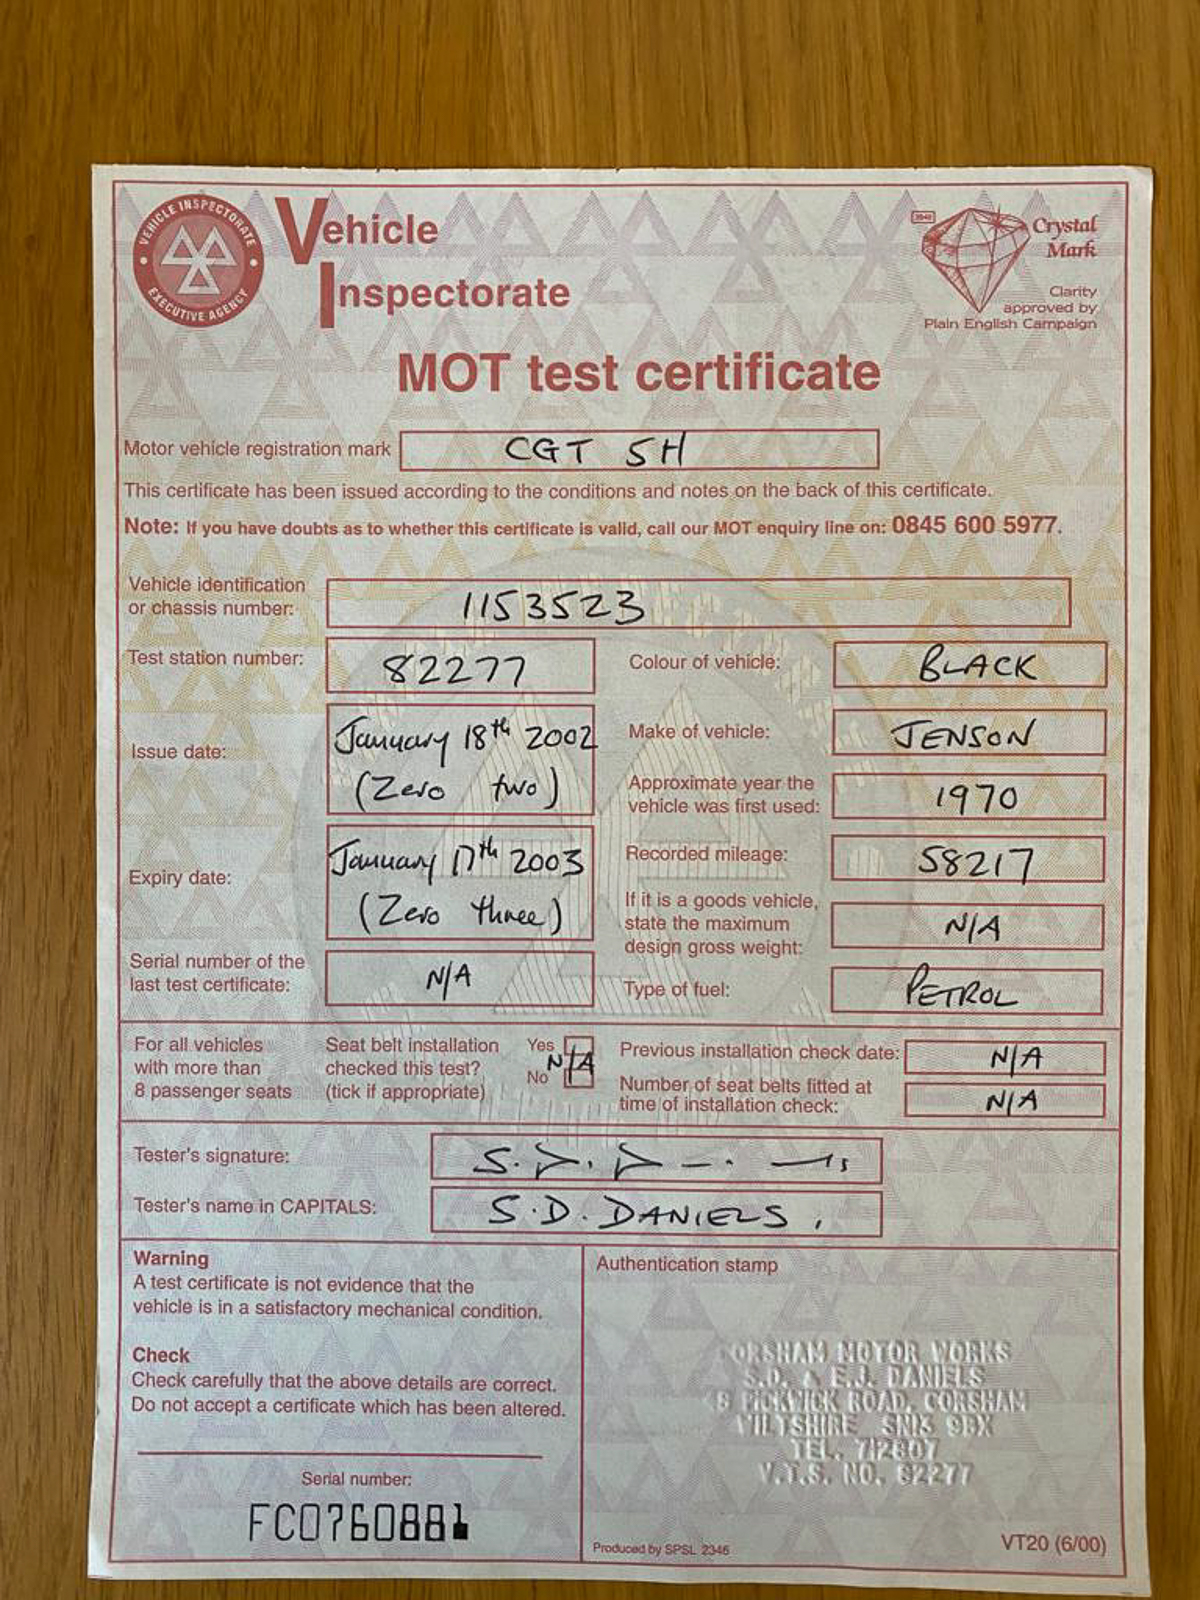 VEHICLE INSPECTORATE
EXECUTIVE AGENCY
Vehicle
Inspectorate
3940
Crystal
Mark
Clarity
approved by
Plain English Campaign
MOT test certificate
Motor vehicle registration mark CGT 5H
This certificate has been issued according to the conditions and notes on the back of this certificate.
Note: If you have doubts as to whether this certificate is valid, call our MOT enquiry line on: 0845 600 5977.
Vehicle identification
or chassis number: 1153523
Test station number: 82277
Colour of vehicle: BLACK
Issue date: January 18th 2002
(Zero two)
Make of vehicle: JENSON
Approximate year the
vehicle was first used: 1970
Expiry date: January 17th 2003
(Zero three)
Recorded mileage: 58217
If it is a goods vehicle,
state the maximum
design gross weight: N/A
Serial number of the
last test certificate: N/A
Type of fuel: PETROL
For all vehicles
with more than
8 passenger seats
Seat belt installation
checked this test?
(tick if appropriate)
Yes
No
N/A
Previous installation check date: N/A
Number of seat belts fitted at
time of installation check: N/A
Tester's signature:
Tester's name in CAPITALS: S.D. DANIELS.
Warning
A test certificate is not evidence that the
vehicle is in a satisfactory mechanical condition.
Check
Check carefully that the above details are correct.
Do not accept a certificate which has been altered.
Serial number:
FC0760881
Authentication stamp
ORSHAM MOTOR WORKS
S.D. & E.J. DANIELS
8 PICKWICK ROAD, CORSHAM
WILTSHIRE SN13 9BX
TEL. 712807
V.T.S. NO. 82277
Produced by SPSL 2346
VT20 (6/00)